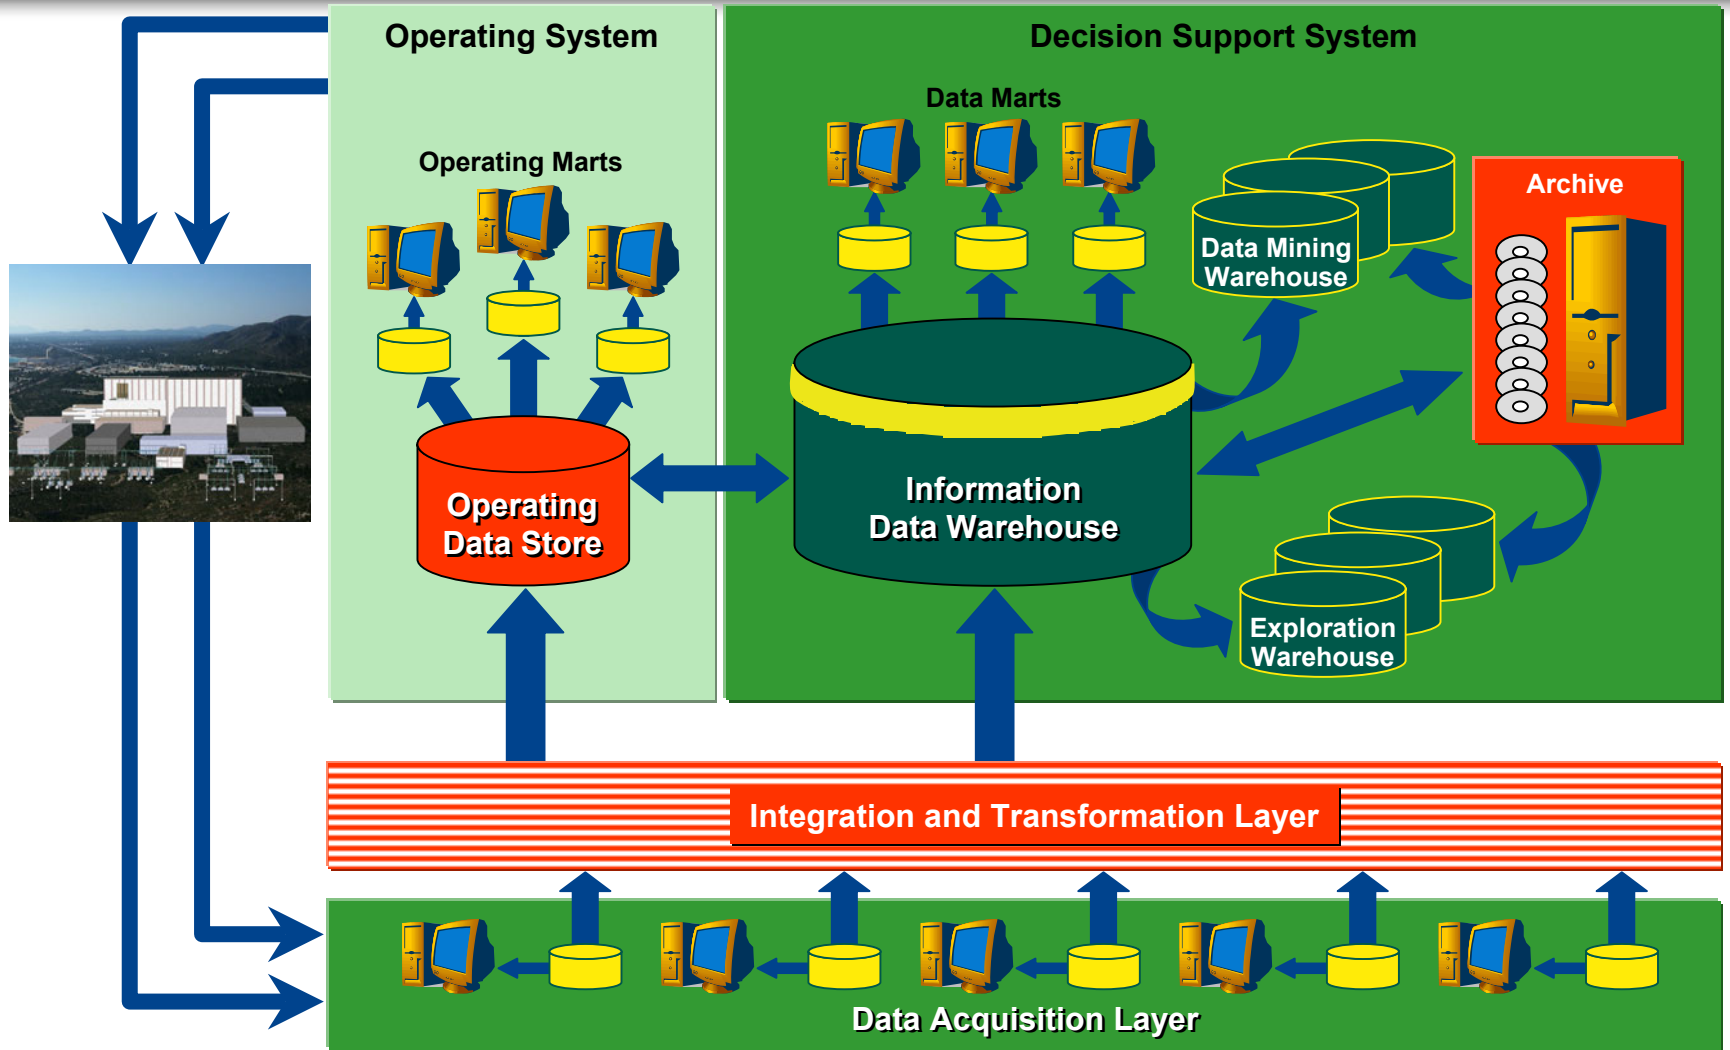 Operating System
Decision Support System
Data Marts
Operating Marts
Archive
Data Mining
Warehouse
Information
Data Warehouse
Operating
Data Store
Exploration
Warehouse
Integration and Transformation Layer
Data Acquisition Layer